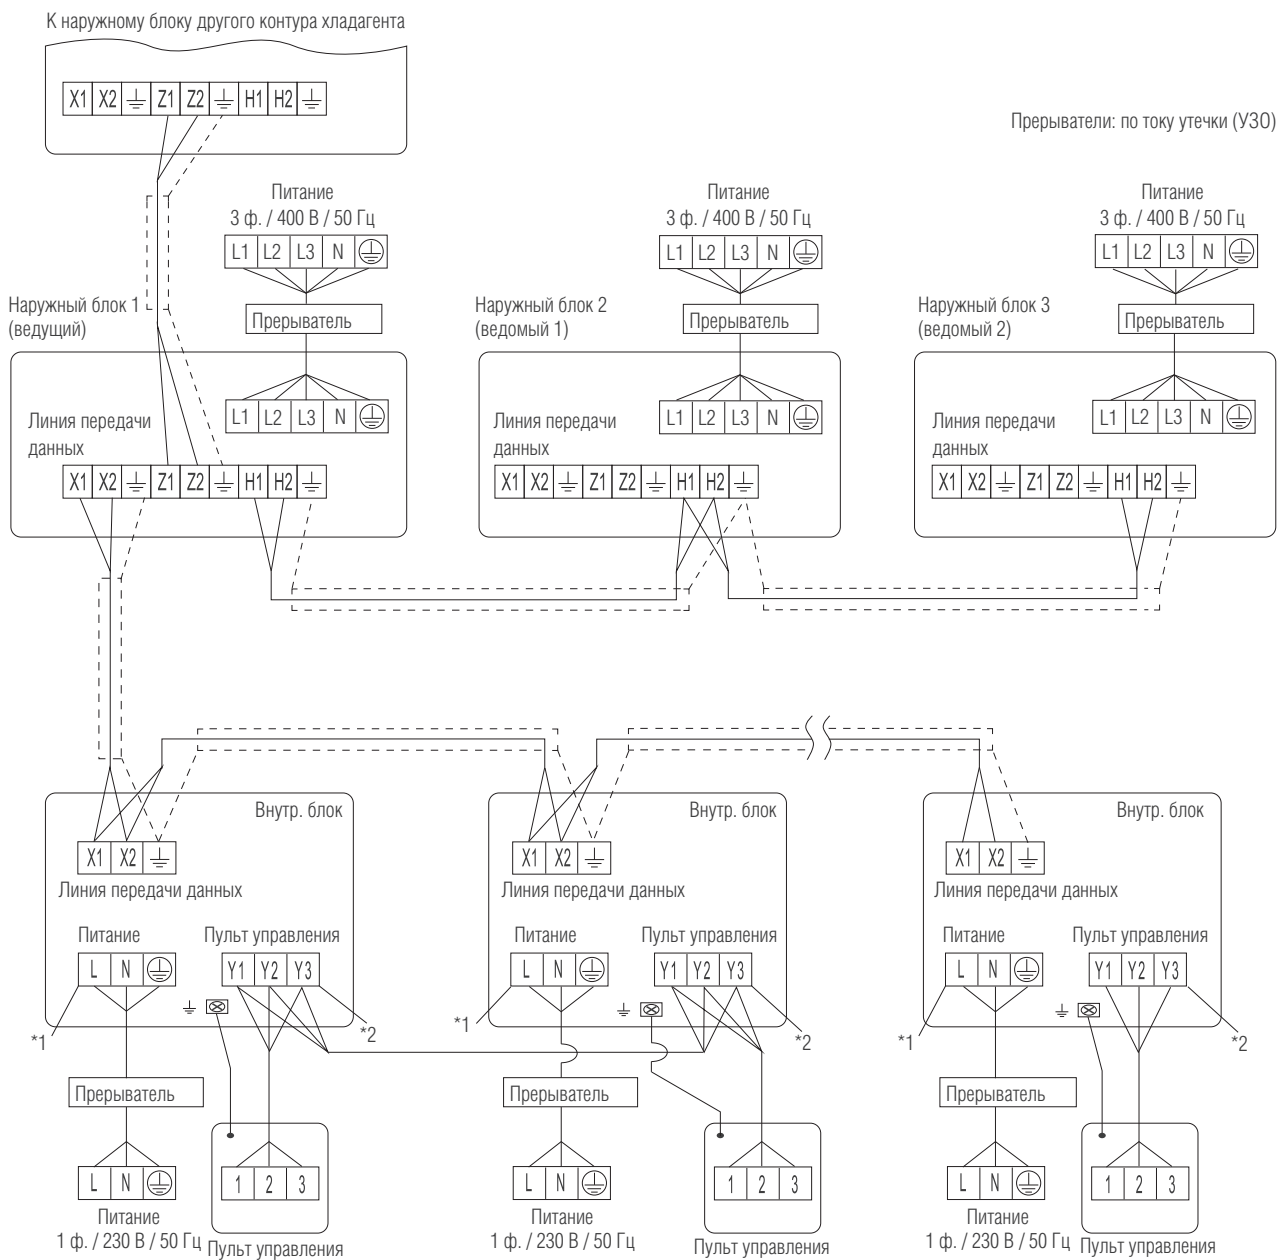 К наружному блоку другого контура хладагента
X1 X2 Z1 Z2 H1 H2
Прерыватели: по току утечки (УЗО)
Питание
3 ф. / 400 В / 50 Гц
L1 L2 L3 N
Прерыватель
Наружный блок 1
(ведущий)
L1 L2 L3 N
Линия передачи
данных
X1 X2 Z1 Z2 H1 H2
Питание
3 ф. / 400 В / 50 Гц
L1 L2 L3 N
Прерыватель
Наружный блок 2
(ведомый 1)
L1 L2 L3 N
Линия передачи
данных
X1 X2 Z1 Z2 H1 H2
Питание
3 ф. / 400 В / 50 Гц
L1 L2 L3 N
Прерыватель
Наружный блок 3
(ведомый 2)
L1 L2 L3 N
Линия передачи
данных
X1 X2 Z1 Z2 H1 H2
Внутр. блок
X1 X2
Линия передачи данных
Питание
L N
Пульт управления
Y1 Y2 Y3
*1
*2
Прерыватель
L N
Питание
1 ф. / 230 В / 50 Гц
1 2 3
Пульт управления
Внутр. блок
X1 X2
Линия передачи данных
Питание
L N
Пульт управления
Y1 Y2 Y3
*1
*2
Прерыватель
L N
Питание
1 ф. / 230 В / 50 Гц
1 2 3
Пульт управления
Внутр. блок
X1 X2
Линия передачи данных
Питание
L N
Пульт управления
Y1 Y2 Y3
*1
*2
Прерыватель
L N
Питание
1 ф. / 230 В / 50 Гц
1 2 3
Пульт управления